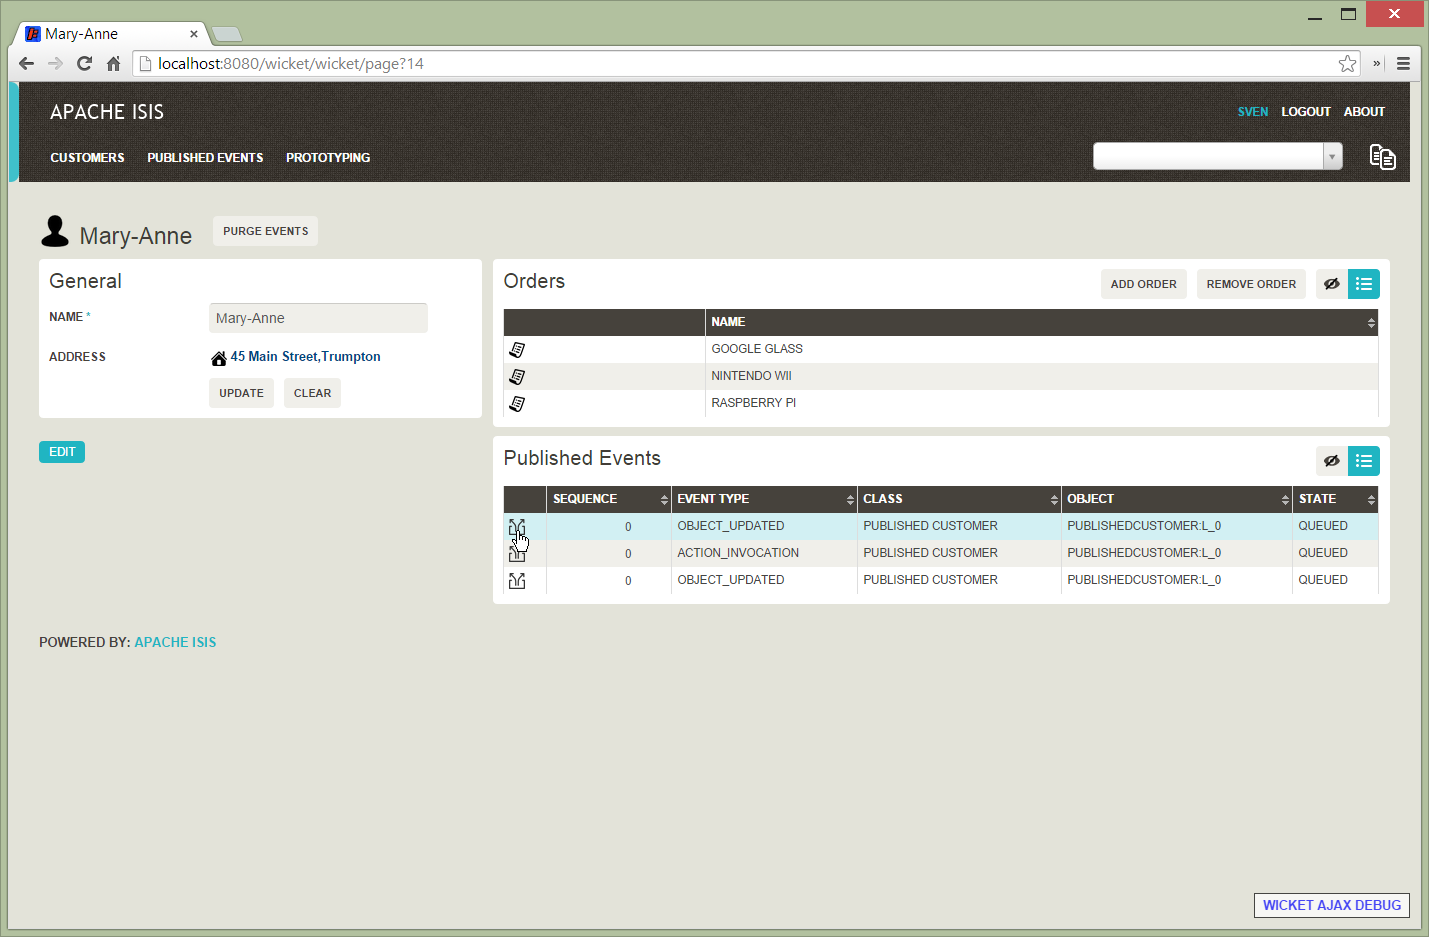 Mary-Anne
localhost:8080/wicket/wicket/page?14
APACHE ISIS
SVEN LOGOUT ABOUT
CUSTOMERS PUBLISHED EVENTS PROTOTYPING
Mary-Anne PURGE EVENTS
General
NAME *
Mary-Anne
ADDRESS
45 Main Street,Trumpton
UPDATE CLEAR
EDIT
Orders
ADD ORDER REMOVE ORDER
NAME
GOOGLE GLASS
NINTENDO WII
RASPBERRY PI
Published Events
SEQUENCE EVENT TYPE CLASS OBJECT STATE
0 OBJECT_UPDATED PUBLISHED CUSTOMER PUBLISHEDCUSTOMER:L_0 QUEUED
0 ACTION_INVOCATION PUBLISHED CUSTOMER PUBLISHEDCUSTOMER:L_0 QUEUED
0 OBJECT_UPDATED PUBLISHED CUSTOMER PUBLISHEDCUSTOMER:L_0 QUEUED
POWERED BY: APACHE ISIS
WICKET AJAX DEBUG